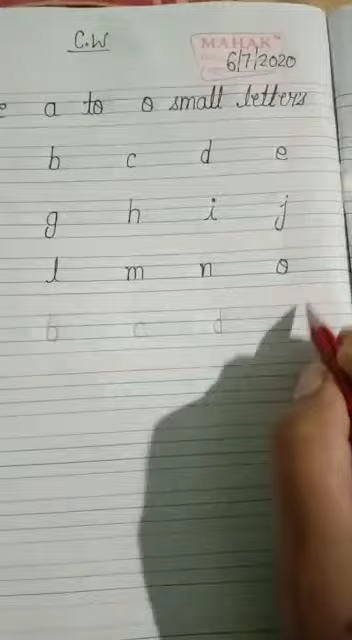 C.W
MAHAK
6/7/2020
e a to o small letters
b c d e
g h i j
l m n o
b c d